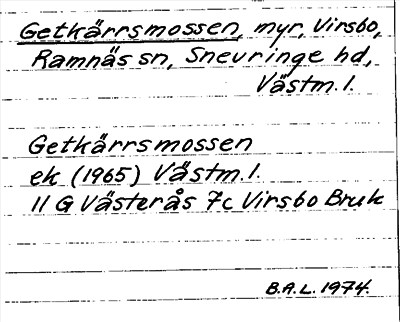 Getkärrsmossen, myr, Virsbo,
Ramnäs sn, Snevringe hd,
Västm. l.
Getkärrsmossen
ek (1965) Västm. l.
11 G Västerås 7c Virsbo Bruk
B.A.L. 1974.